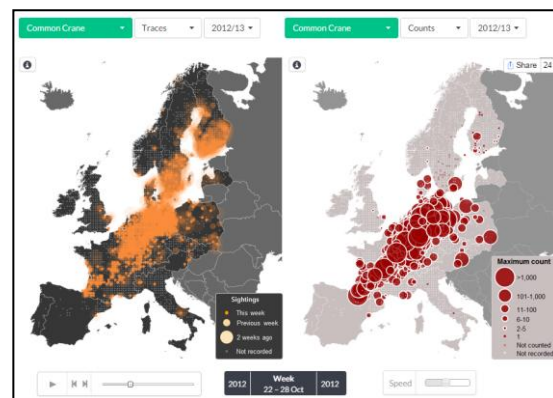 Common Crane
Traces
2012/13
Common Crane
Counts
2012/13
Share 24
Sightings
This week
Previous week
2 weeks ago
Not recorded
Maximum count
>1,000
101-1,000
11-100
6-10
2-5
1
Not counted
Not recorded
2012
Week
22 – 28 Oct
2012
Speed